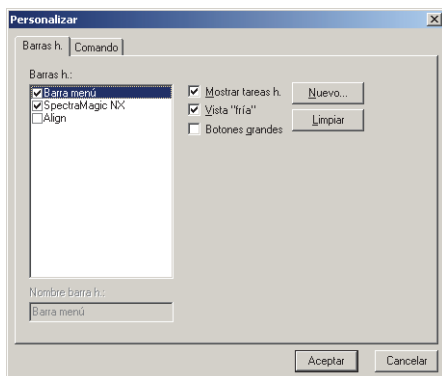 Personalizar
Barras h. Comando
Barras h.:
Barra menú
SpectraMagic NX
Align
Mostrar tareas h.
Vista "fría"
Botones grandes
Nuevo...
Limpiar
Nombre barra h.:
Barra menú
Aceptar Cancelar